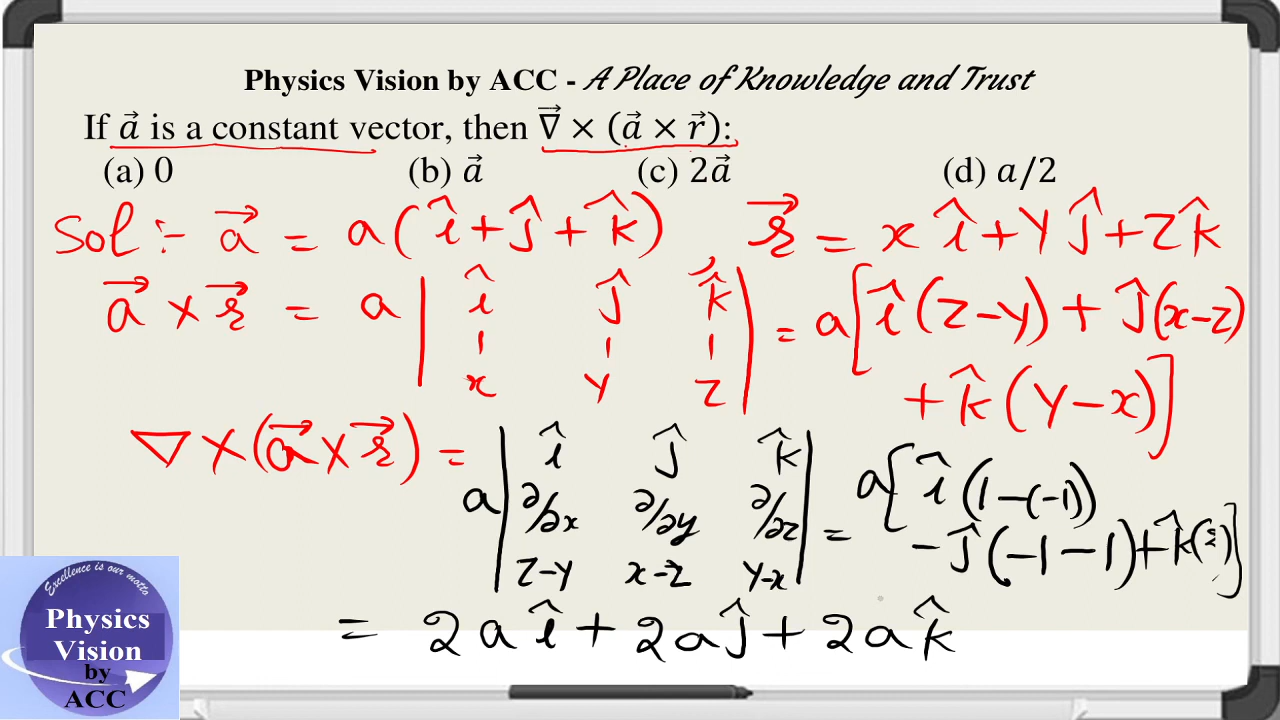 Physics Vision by ACC - A Place of Knowledge and Trust
If a⃗ is a constant vector, then ∇⃗ × (a⃗ × r⃗):
(a) 0 (b) a⃗ (c) 2a⃗ (d) a/2
Sol :- a⃗ = a(î+ĵ+k̂) r⃗ = xî+yĵ+zk̂
a⃗ × r⃗ = a | î ĵ k̂ | = a[î(z-y) + ĵ(x-z)
1 1 1
x y z
+ k̂(y-x)]
∇ × (a⃗ × r⃗) = a | î ĵ k̂ | = a[î(1-(-1))
∂/∂x ∂/∂y ∂/∂z
- ĵ(-1-1) + k̂( )]
z-y x-z y-x
= 2aî + 2aĵ + 2ak̂
Excellence is our motto
Physics
Vision
by
ACC